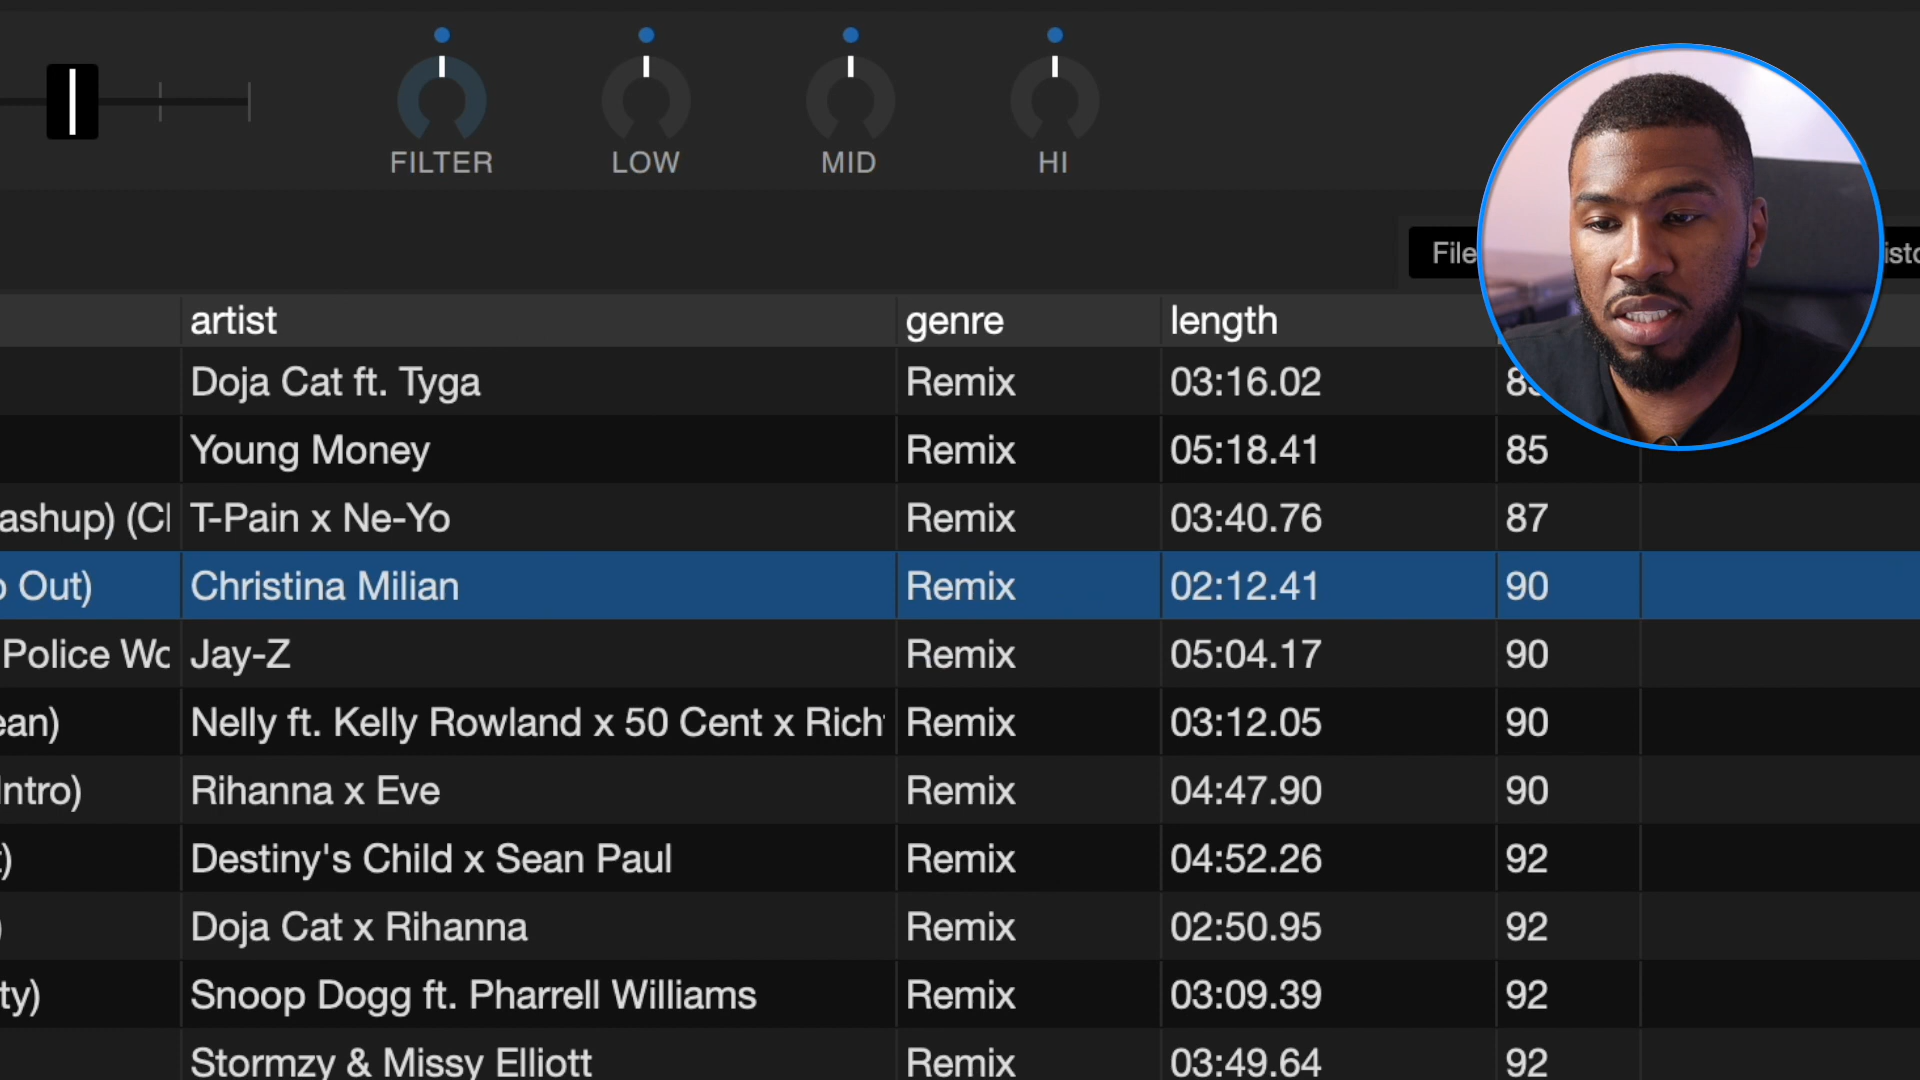 FILTER LOW MID HI
File
artist genre length
Doja Cat ft. Tyga Remix 03:16.02
Young Money Remix 05:18.41 85
ashup) (Cl T-Pain x Ne-Yo Remix 03:40.76 87
Out) Christina Milian Remix 02:12.41 90
Police Wo Jay-Z Remix 05:04.17 90
ean) Nelly ft. Kelly Rowland x 50 Cent x Rich Remix 03:12.05 90
Intro) Rihanna x Eve Remix 04:47.90 90
Destiny's Child x Sean Paul Remix 04:52.26 92
) Doja Cat x Rihanna Remix 02:50.95 92
ty) Snoop Dogg ft. Pharrell Williams Remix 03:09.39 92
Stormzy & Missy Elliott Remix 03:49.64 92